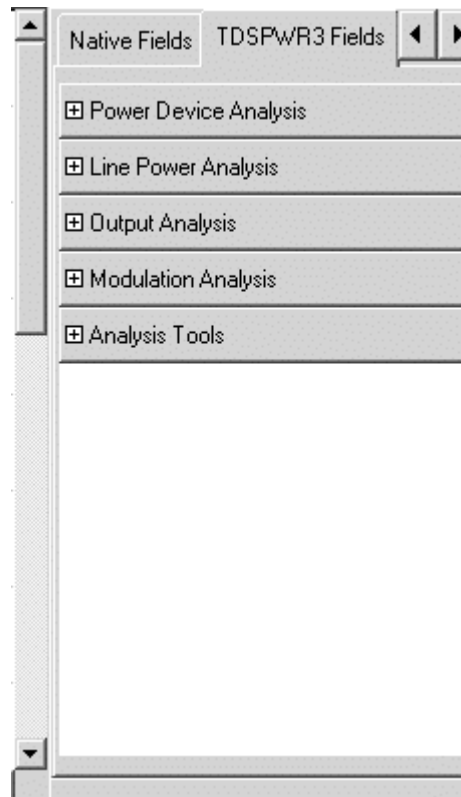 Native Fields TDSPWR3 Fields
Power Device Analysis
Line Power Analysis
Output Analysis
Modulation Analysis
Analysis Tools